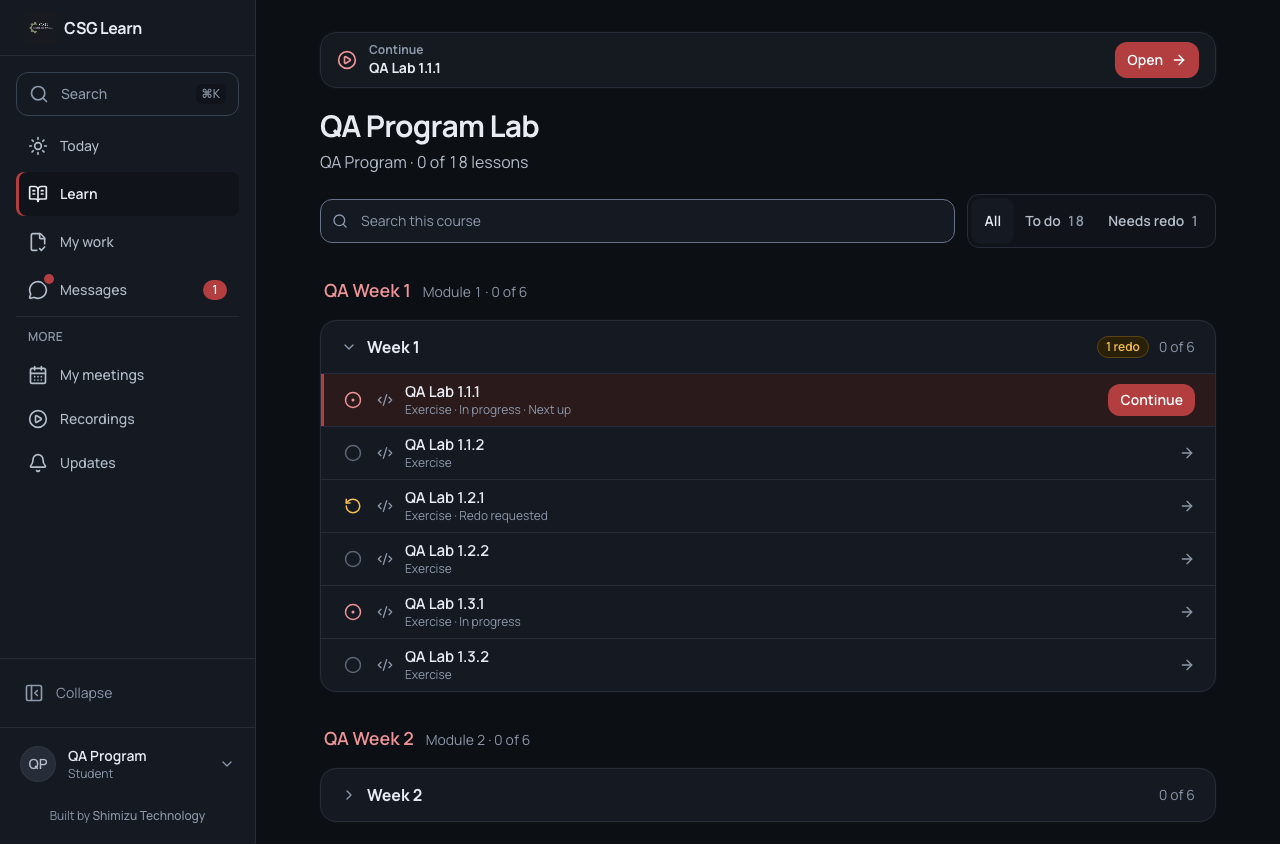 CSG Learn
Search ⌘K
Today
Learn
My work
Messages 1
MORE
My meetings
Recordings
Updates
Collapse
QP
QA Program
Student
Built by Shimizu Technology
Continue
QA Lab 1.1.1
Open
QA Program Lab
QA Program · 0 of 18 lessons
Search this course
All To do 18 Needs redo 1
QA Week 1 Module 1 · 0 of 6
Week 1 1 redo 0 of 6
QA Lab 1.1.1
Exercise · In progress · Next up
Continue
QA Lab 1.1.2
Exercise
QA Lab 1.2.1
Exercise · Redo requested
QA Lab 1.2.2
Exercise
QA Lab 1.3.1
Exercise · In progress
QA Lab 1.3.2
Exercise
QA Week 2 Module 2 · 0 of 6
Week 2 0 of 6